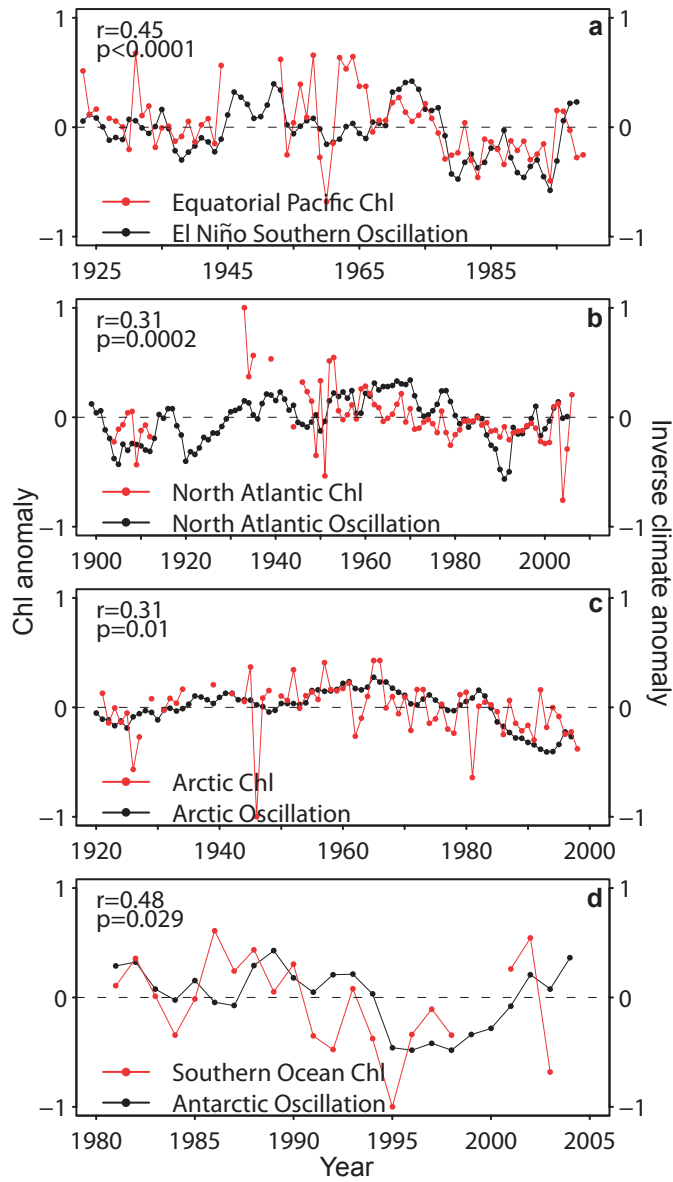 Chl anomaly
Inverse climate anomaly
r=0.45
p<0.0001
a
1
0
−1
1
0
−1
Equatorial Pacific Chl
El Niño Southern Oscillation
1925 1945 1965 1985
r=0.31
p=0.0002
b
1
0
−1
1
0
−1
North Atlantic Chl
North Atlantic Oscillation
1900 1920 1940 1960 1980 2000
r=0.31
p=0.01
c
1
0
−1
1
0
−1
Arctic Chl
Arctic Oscillation
1920 1940 1960 1980 2000
r=0.48
p=0.029
d
1
0
−1
1
0
−1
Southern Ocean Chl
Antarctic Oscillation
1980 1985 1990 1995 2000 2005
Year